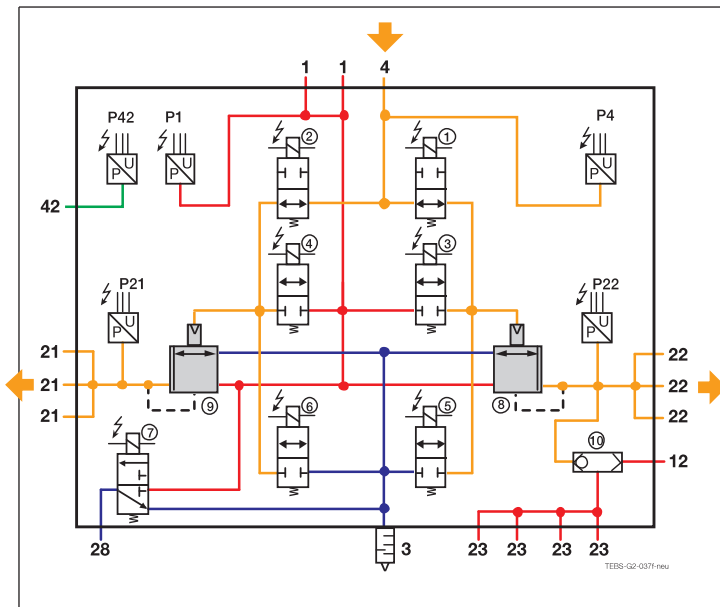 1 1 4
P42 P1 ② ① P4
U P U P U P
42
④ ③
P21 V V P22
U P U P
21 22
⑨ ⑧
21 22
21 22
⑦ ⑥ ⑤ ⑩
12
28 3 23 23 23 23
TEBS-G2-037f-neu